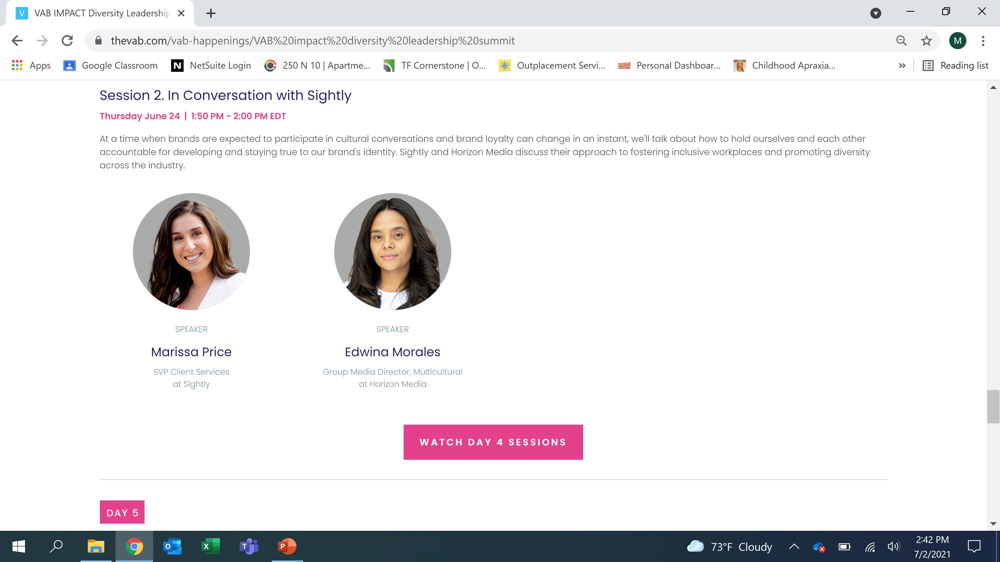 V VAB IMPACT Diversity Leadership
thevab.com/vab-happenings/VAB%20impact%20diversity%20leadership%20summit
M
Apps Google Classroom N NetSuite Login 250 N 10 | Apartme... TF Cornerstone | O... Outplacement Servi... Personal Dashboar... Childhood Apraxia... » Reading list
Session 2. In Conversation with Sightly
Thursday June 24 | 1:50 PM - 2:00 PM EDT
At a time when brands are expected to participate in cultural conversations and brand loyalty can change in an instant, we'll talk about how to hold ourselves and each other
accountable for developing and staying true to our brand's identity. Sightly and Horizon Media discuss their approach to fostering inclusive workplaces and promoting diversity
across the industry.
SPEAKER
Marissa Price
SVP Client Services
at Sightly
SPEAKER
Edwina Morales
Group Media Director, Multicultural
at Horizon Media
WATCH DAY 4 SESSIONS
DAY 5
O X T P
73°F Cloudy
2:42 PM
7/2/2021